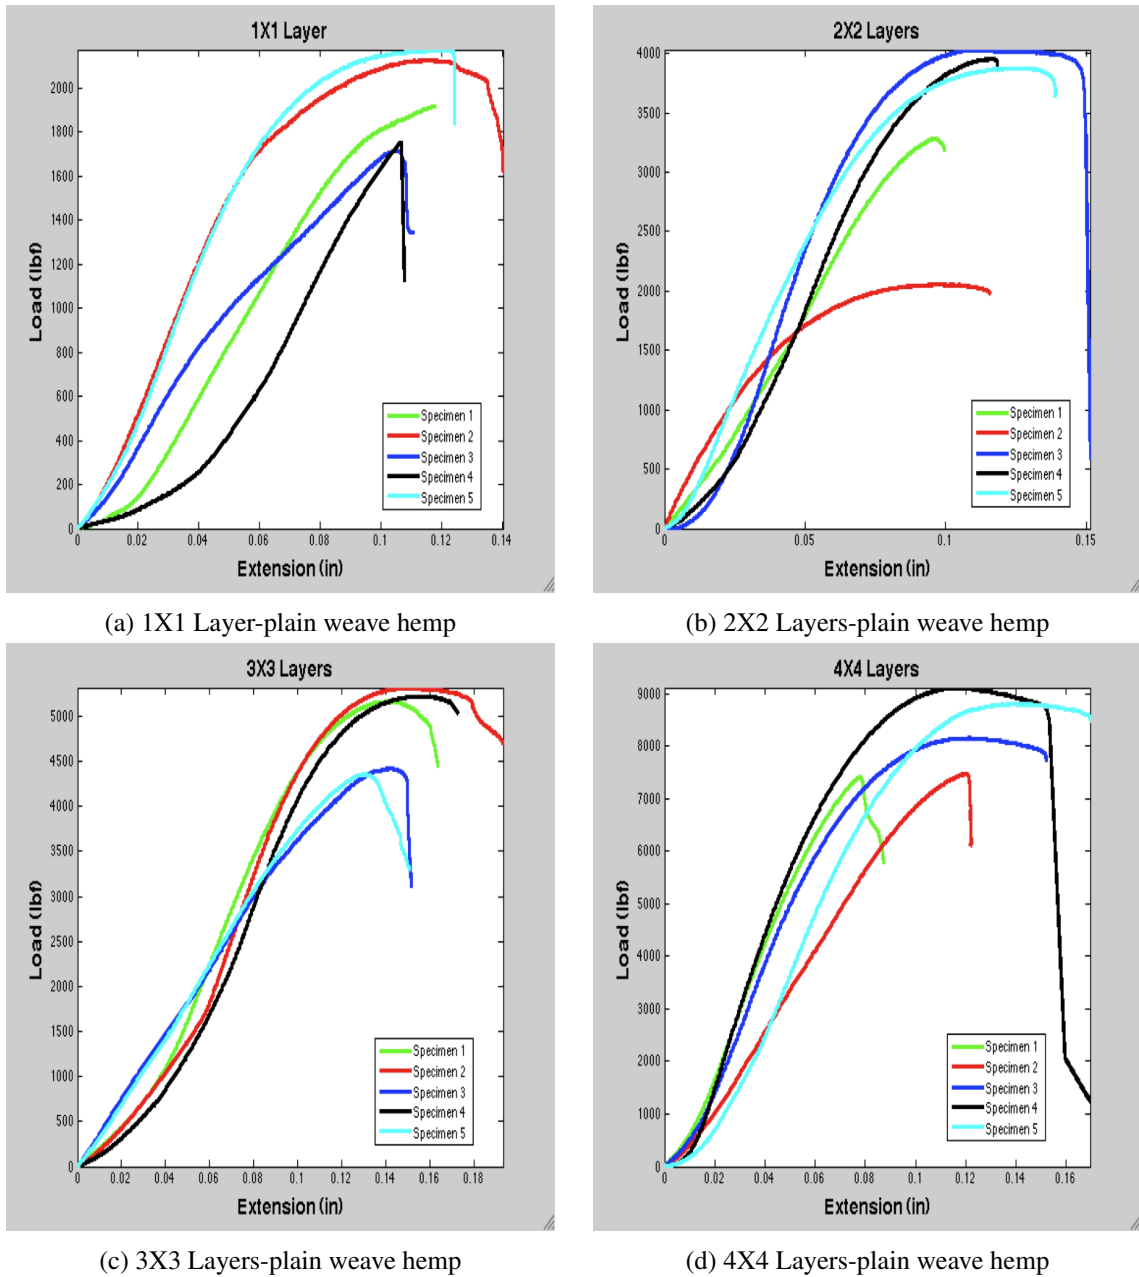 1X1 Layer
Load (lbf)
2000
1800
1600
1400
1200
1000
800
600
400
200
0
0
0.02
0.04
0.06
0.08
0.1
0.12
0.14
Extension (in)
Specimen 1
Specimen 2
Specimen 3
Specimen 4
Specimen 5
(a) 1X1 Layer-plain weave hemp
2X2 Layers
Load (lbf)
4000
3500
3000
2500
2000
1500
1000
500
0
0
0.05
0.1
0.15
Extension (in)
Specimen 1
Specimen 2
Specimen 3
Specimen 4
Specimen 5
(b) 2X2 Layers-plain weave hemp
3X3 Layers
Load (lbf)
5000
4500
4000
3500
3000
2500
2000
1500
1000
500
0
0
0.02
0.04
0.06
0.08
0.1
0.12
0.14
0.16
0.18
Extension (in)
Specimen 1
Specimen 2
Specimen 3
Specimen 4
Specimen 5
(c) 3X3 Layers-plain weave hemp
4X4 Layers
Load (lbf)
9000
8000
7000
6000
5000
4000
3000
2000
1000
0
0
0.02
0.04
0.06
0.08
0.1
0.12
0.14
0.16
Extension (in)
Specimen 1
Specimen 2
Specimen 3
Specimen 4
Specimen 5
(d) 4X4 Layers-plain weave hemp